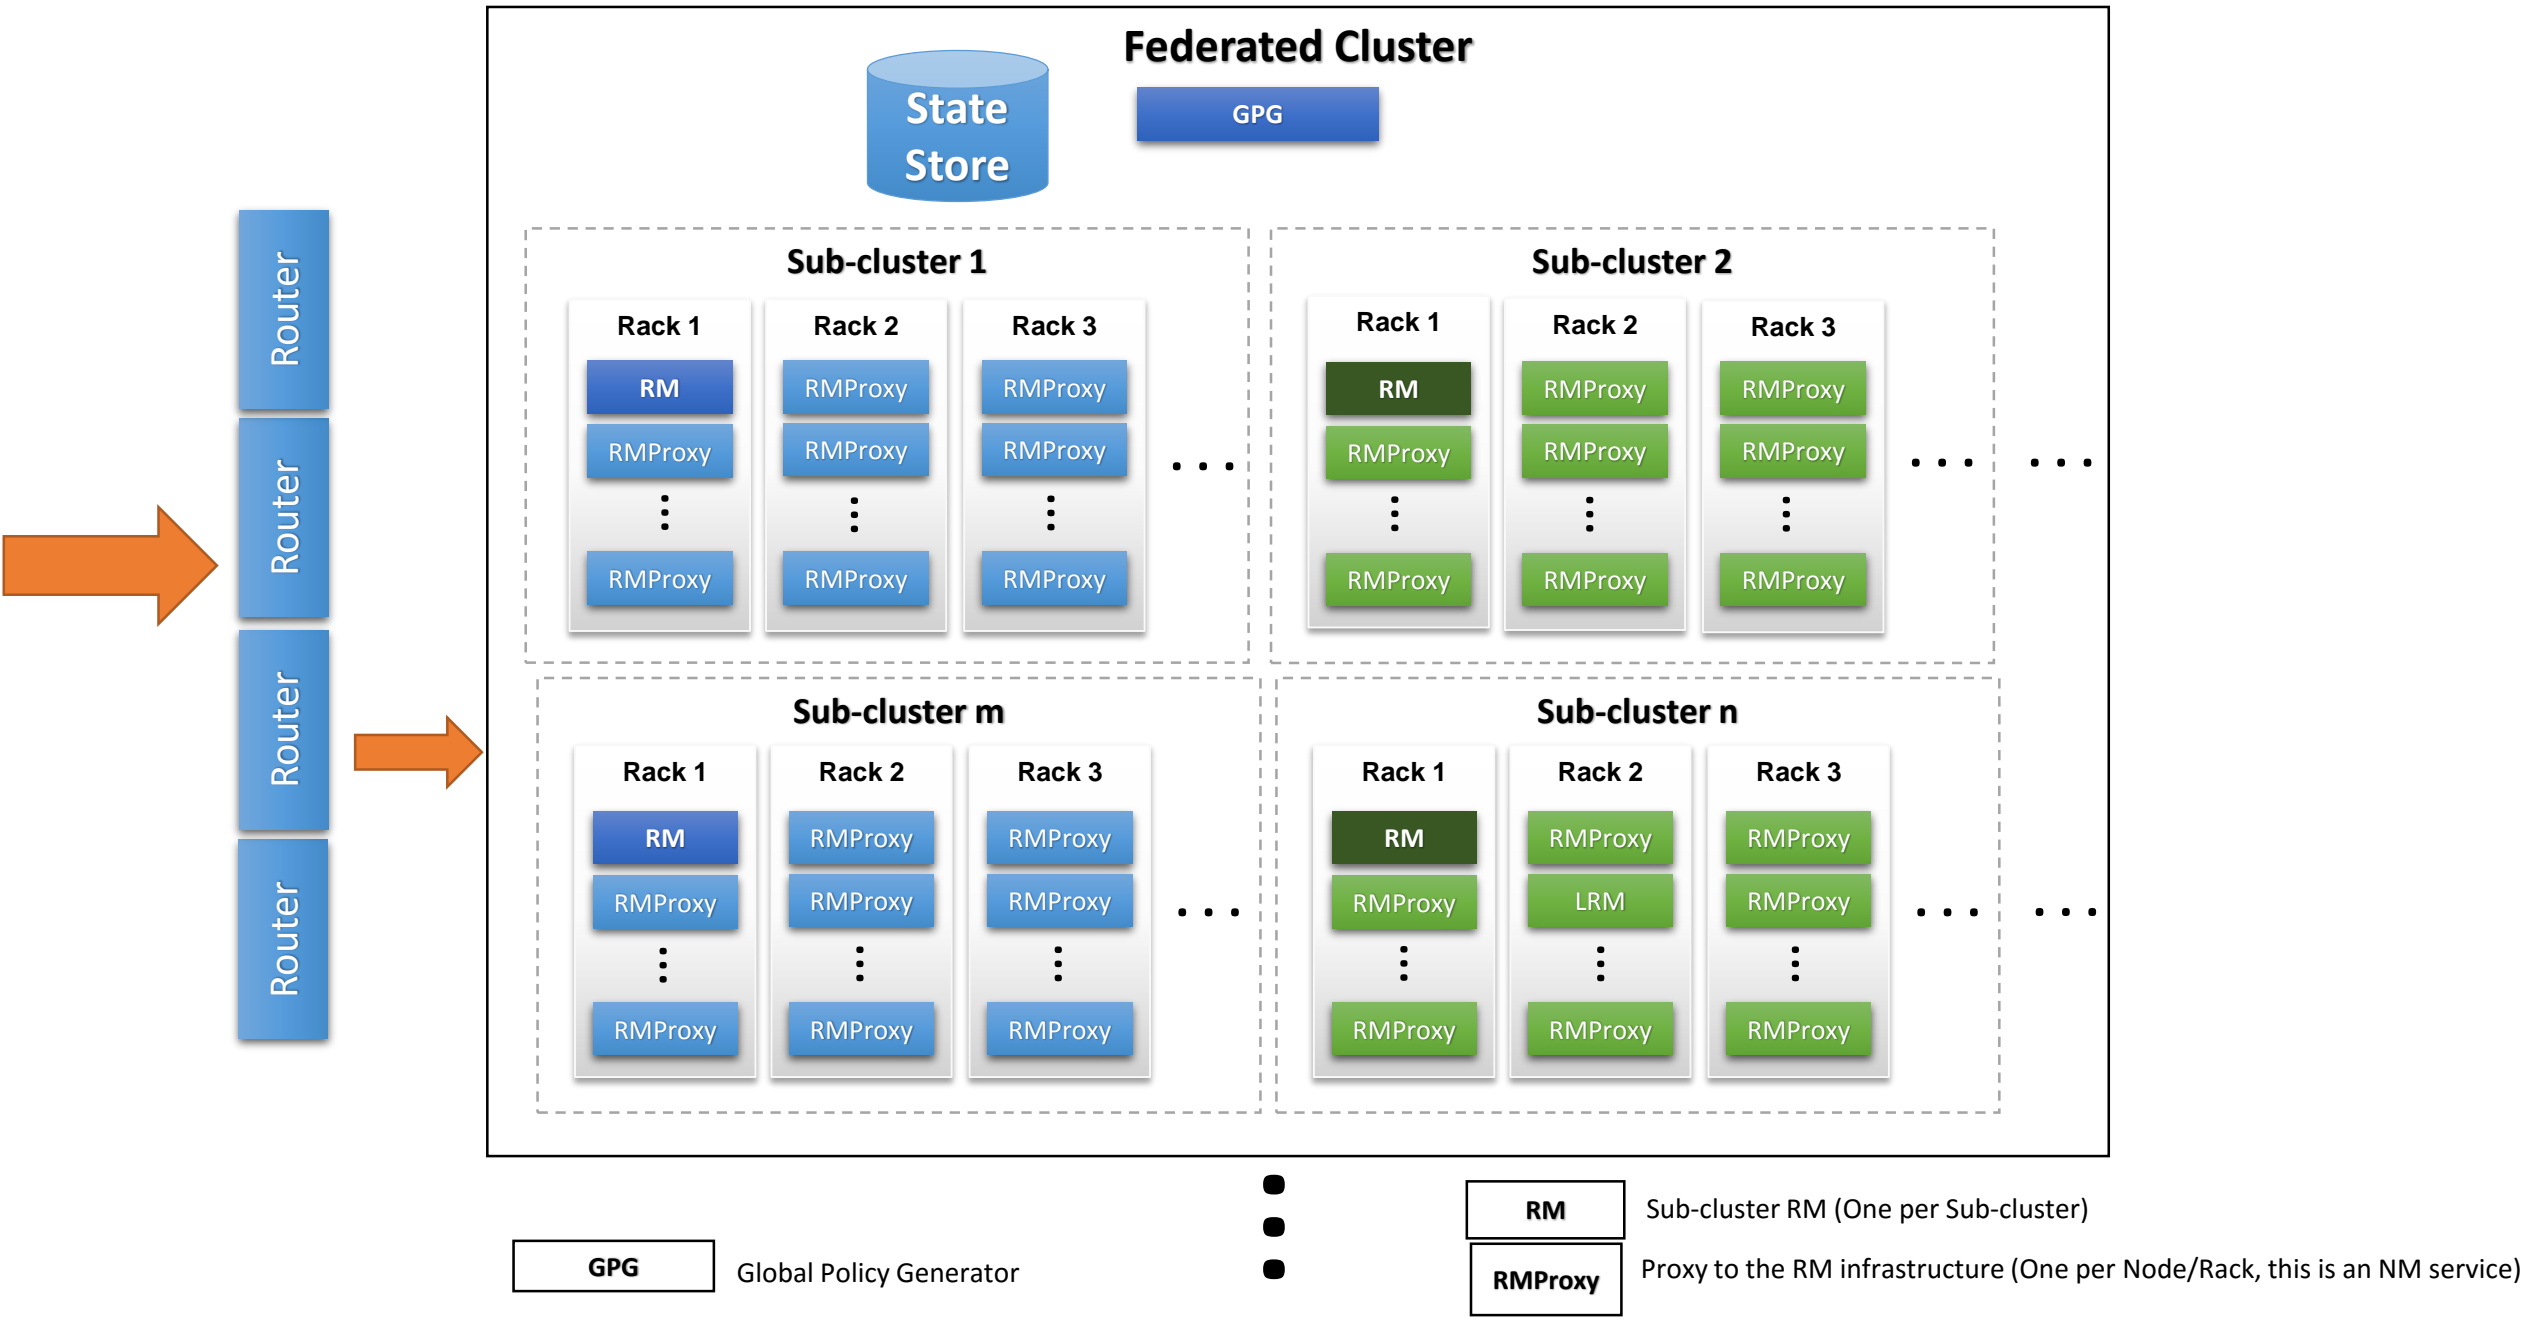 Federated Cluster
State
Store
GPG
Router
Router
Router
Router
Sub-cluster 1
Rack 1
RM
RMProxy
RMProxy
Rack 2
RMProxy
RMProxy
RMProxy
Rack 3
RMProxy
RMProxy
RMProxy
Sub-cluster 2
Rack 1
RM
RMProxy
RMProxy
Rack 2
RMProxy
RMProxy
RMProxy
Rack 3
RMProxy
RMProxy
RMProxy
Sub-cluster m
Rack 1
RM
RMProxy
RMProxy
Rack 2
RMProxy
RMProxy
RMProxy
Rack 3
RMProxy
RMProxy
RMProxy
Sub-cluster n
Rack 1
RM
RMProxy
RMProxy
Rack 2
RMProxy
LRM
RMProxy
Rack 3
RMProxy
RMProxy
RMProxy
GPG
Global Policy Generator
RM
Sub-cluster RM (One per Sub-cluster)
RMProxy
Proxy to the RM infrastructure (One per Node/Rack, this is an NM service)